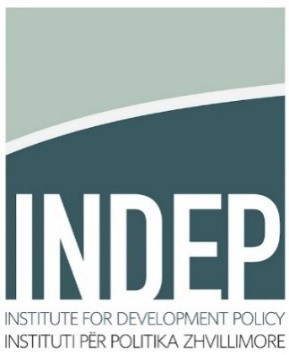 INDEP
INSTITUTE FOR DEVELOPMENT POLICY
INSTITUTI PËR POLITIKA ZHVILLIMORE